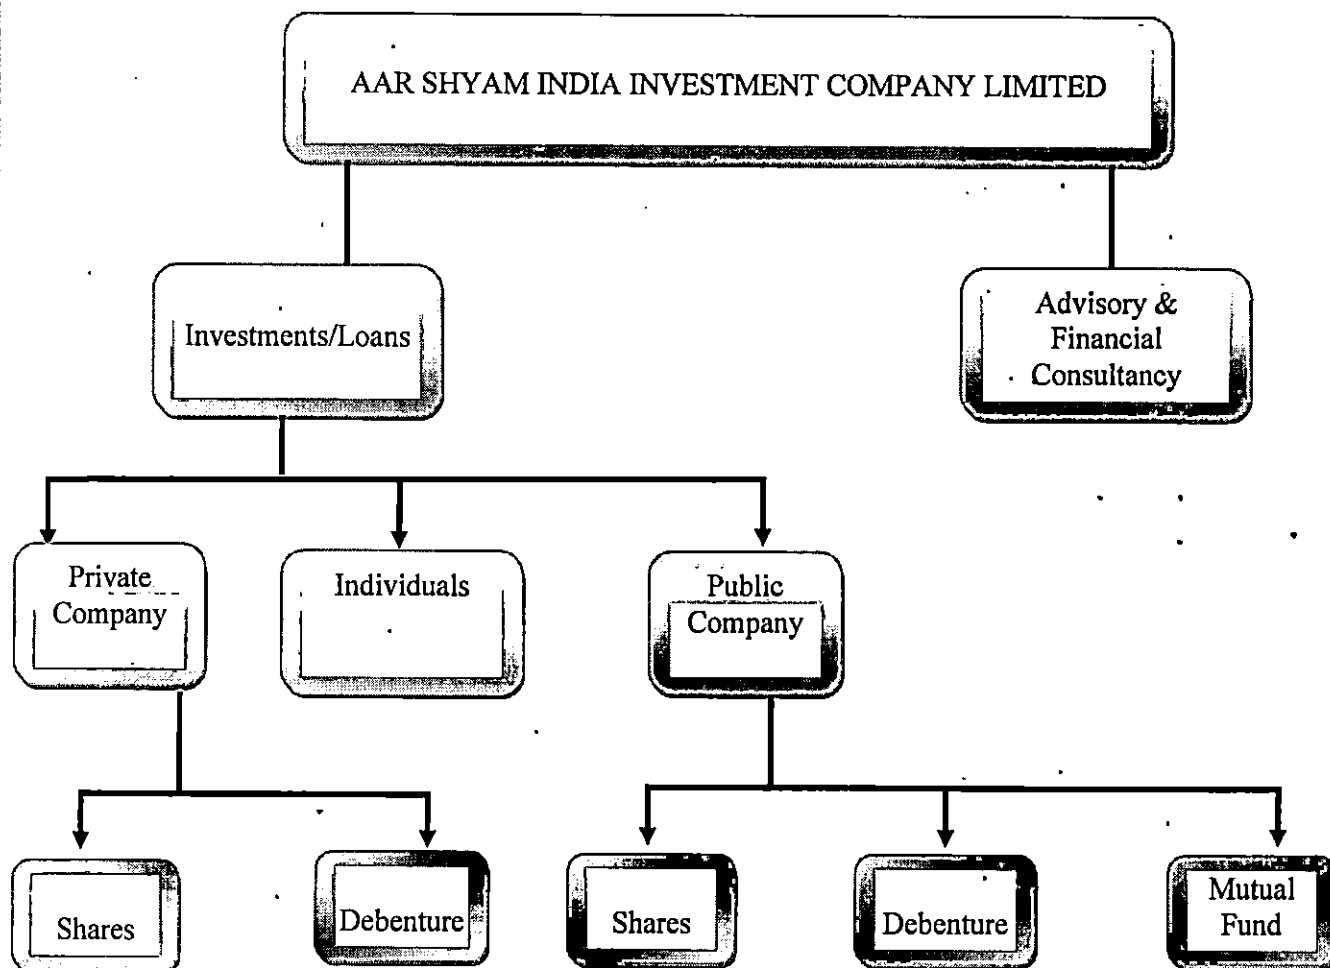 AAR SHYAM INDIA INVESTMENT COMPANY LIMITED
Investments/Loans
Advisory &
Financial
Consultancy
Private
Company
Individuals
Public
Company
Shares
Debenture
Shares
Debenture
Mutual
Fund